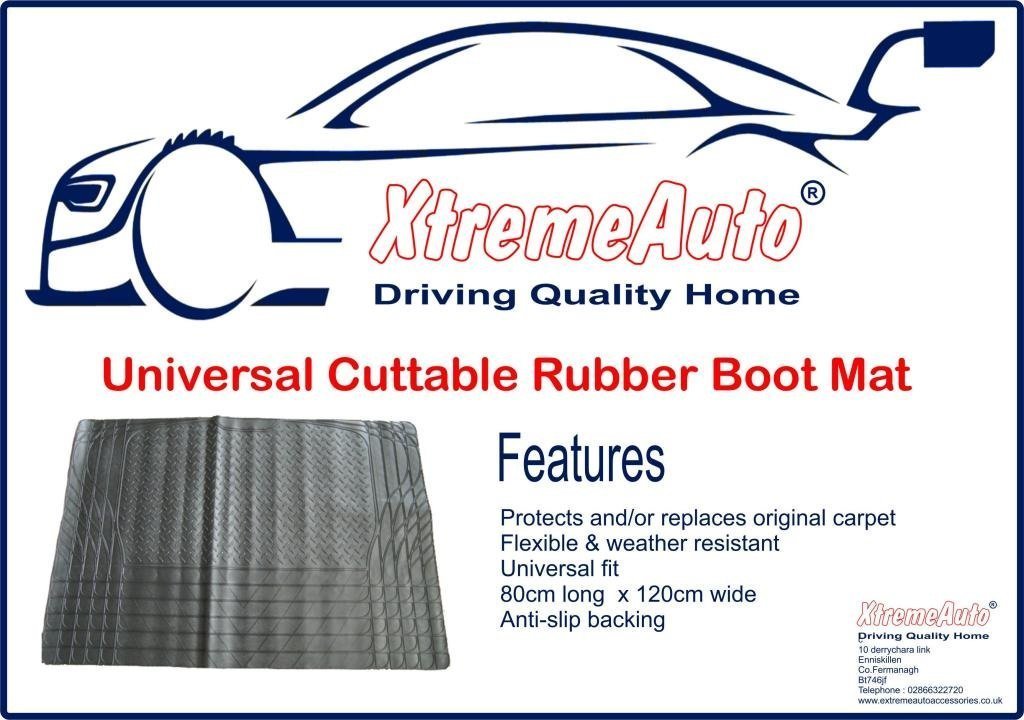 XtremeAuto®
Driving Quality Home
Universal Cuttable Rubber Boot Mat
Features
Protects and/or replaces original carpet
Flexible & weather resistant
Universal fit
80cm long x 120cm wide
Anti-slip backing
XtremeAuto®
Driving Quality Home
c
10 derrychara link
Enniskillen
Co.Fermanagh
Bt746jf
Telephone : 02866322720
www.extremeautoaccessories.co.uk